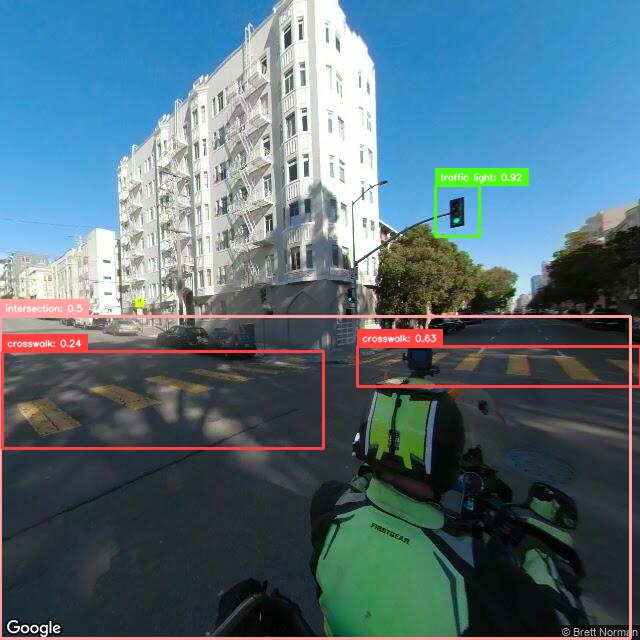 traffic light: 0.92
intersection: 0.5
crosswalk: 0.24
crosswalk: 0.63
FIRSTGEAR
Google
© Brett Norman